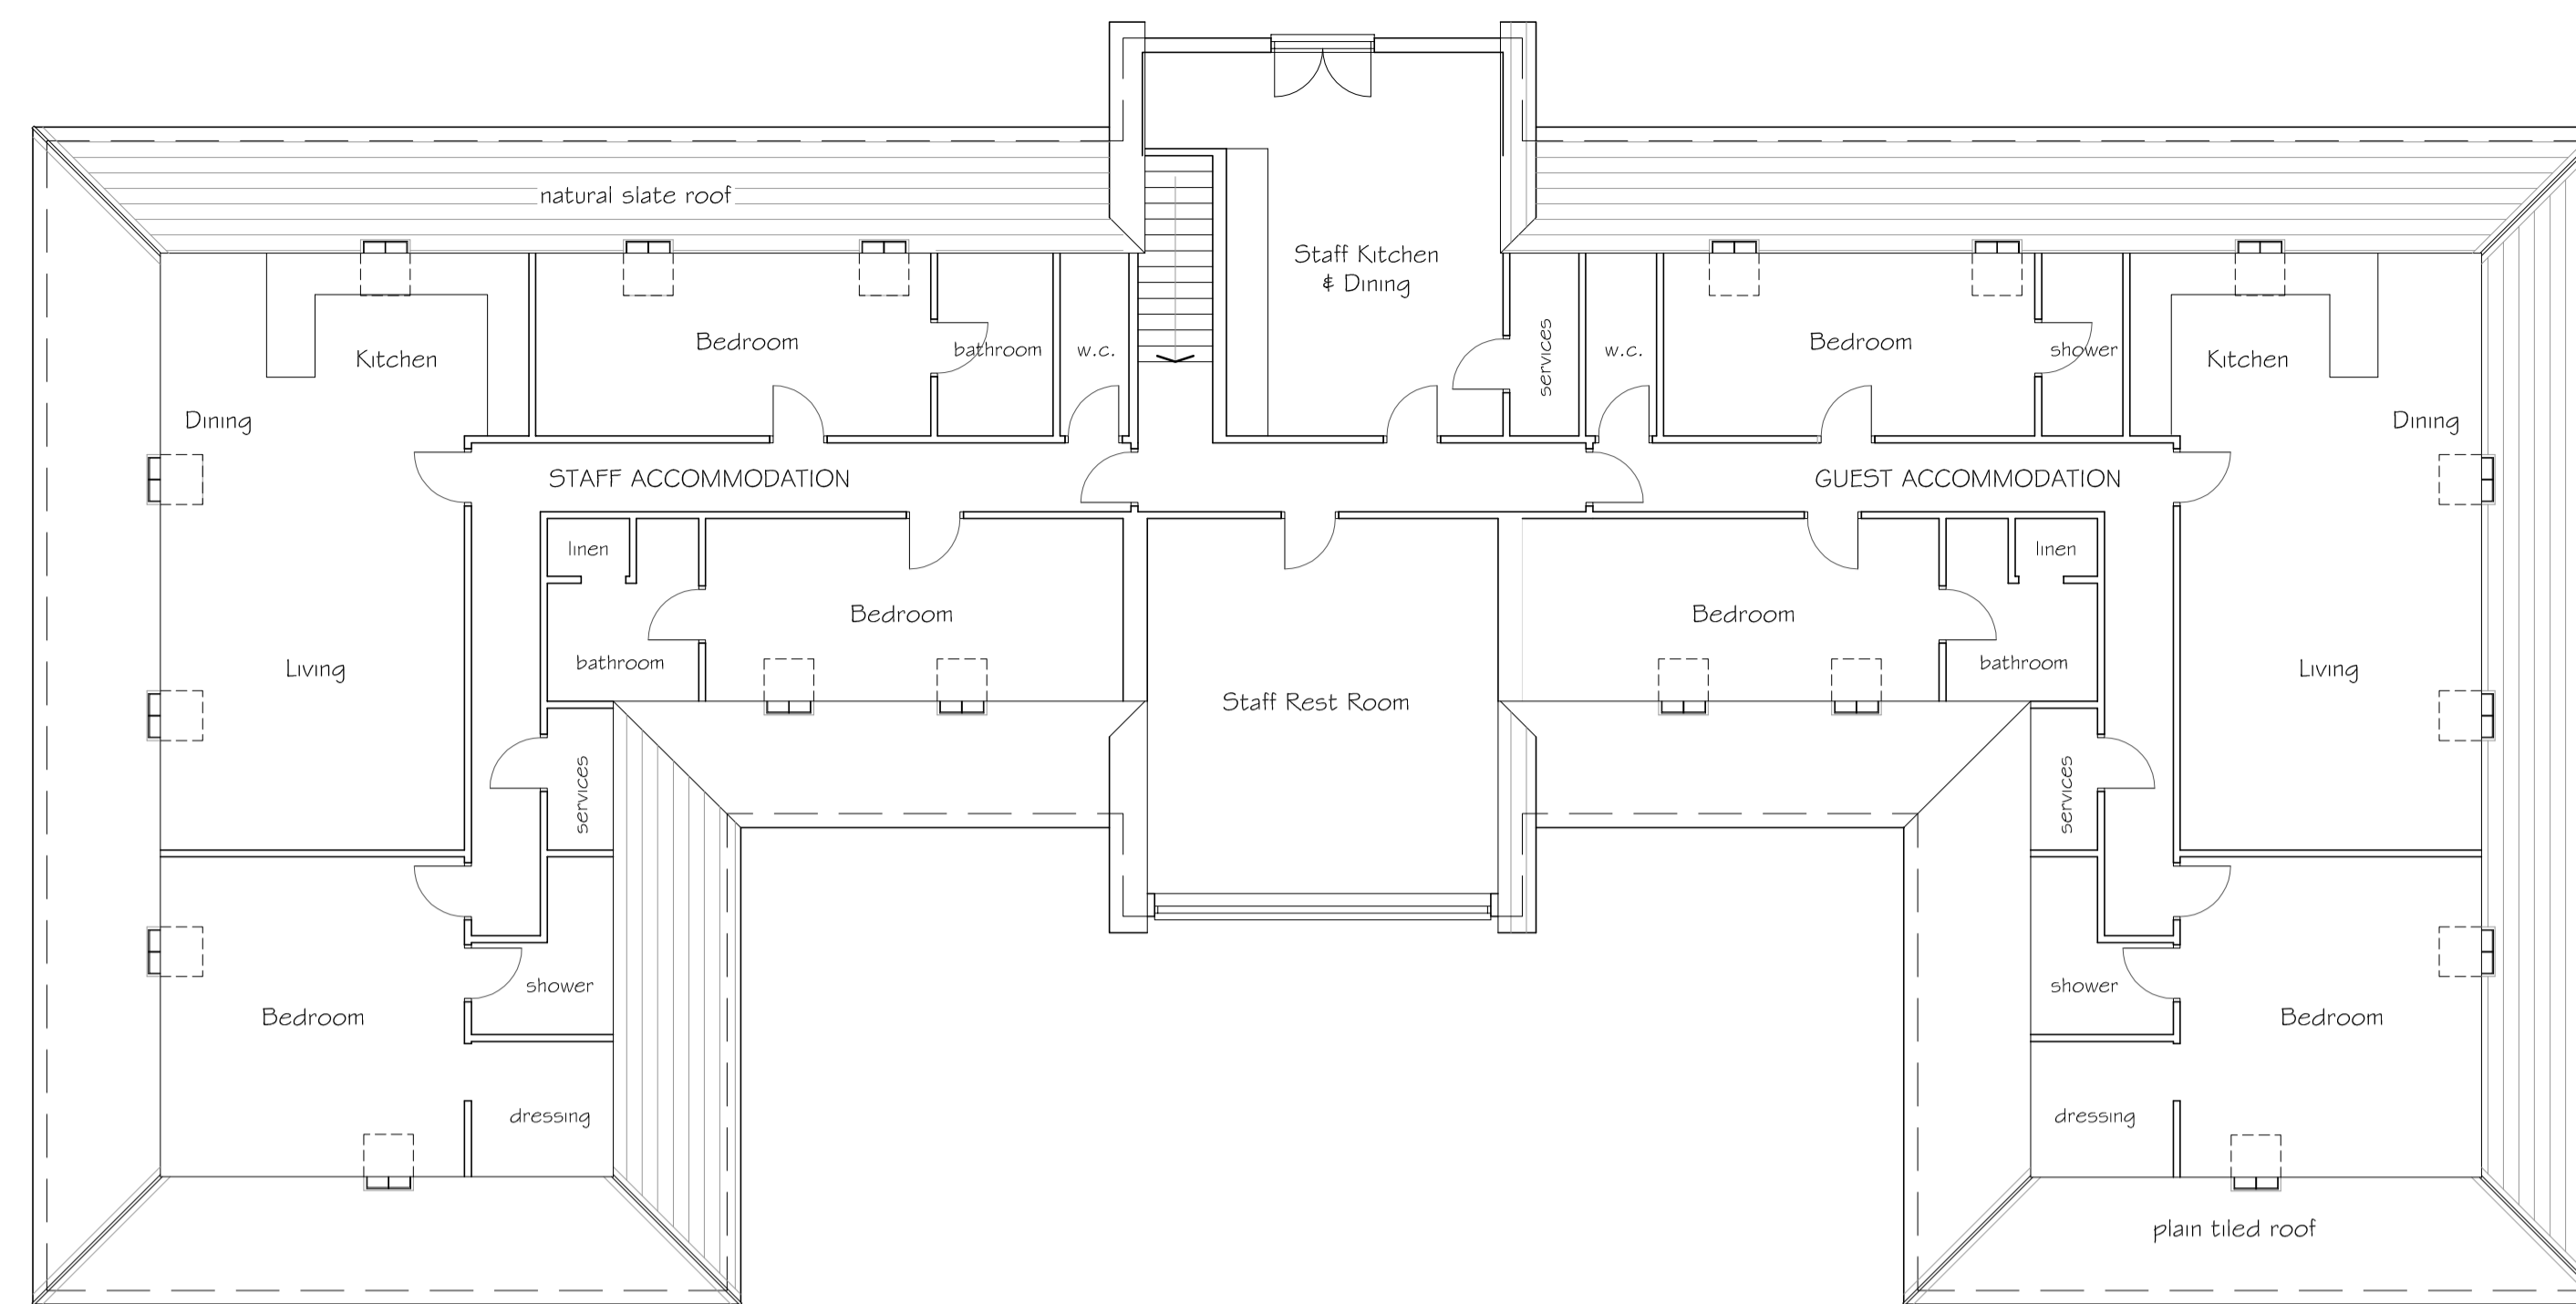 natural slate roof
Staff Kitchen
& Dining
Kitchen
Bedroom
bathroom
w.c.
services
w.c.
Bedroom
shower
Kitchen
Dining
Dining
STAFF ACCOMMODATION
GUEST ACCOMMODATION
linen
linen
Bedroom
Bedroom
bathroom
bathroom
Living
Living
Staff Rest Room
services
services
shower
shower
Bedroom
Bedroom
dressing
dressing
plain tiled roof